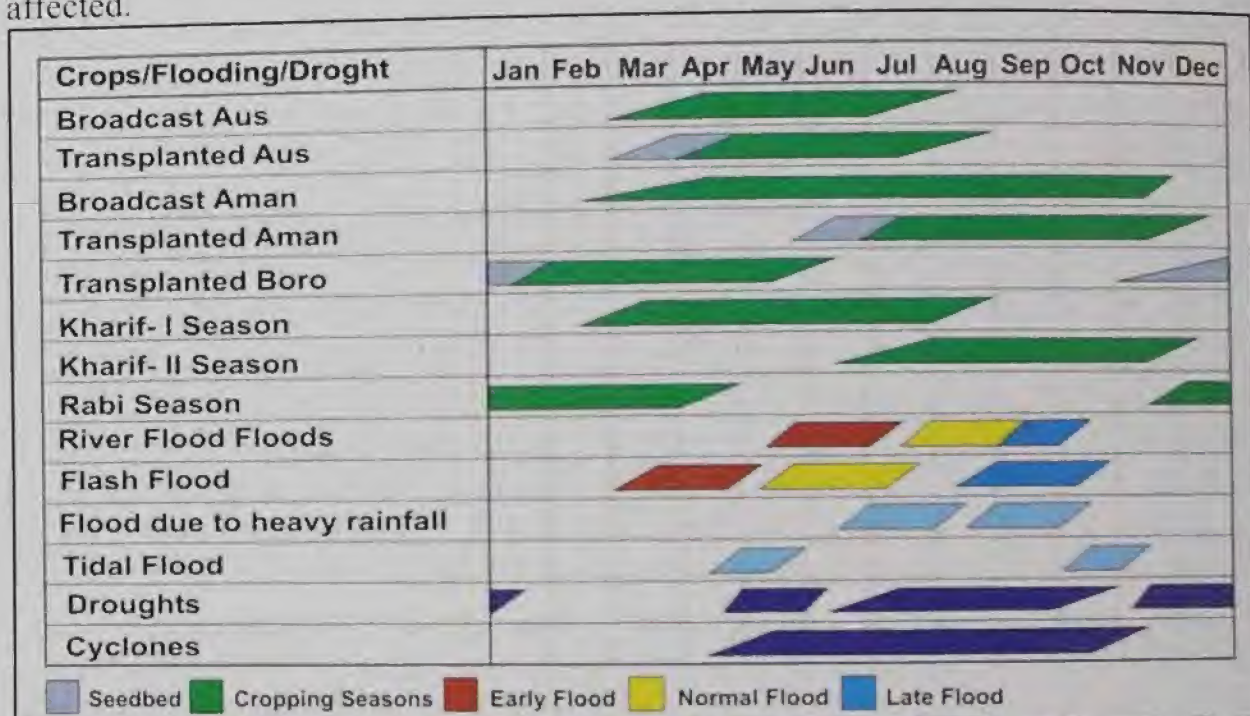 affected.
Crops/Flooding/Droght Jan Feb Mar Apr May Jun Jul Aug Sep Oct Nov Dec
Broadcast Aus
Transplanted Aus
Broadcast Aman
Transplanted Aman
Transplanted Boro
Kharif- I Season
Kharif- II Season
Rabi Season
River Flood Floods
Flash Flood
Flood due to heavy rainfall
Tidal Flood
Droughts
Cyclones
Seedbed Cropping Seasons Early Flood Normal Flood Late Flood